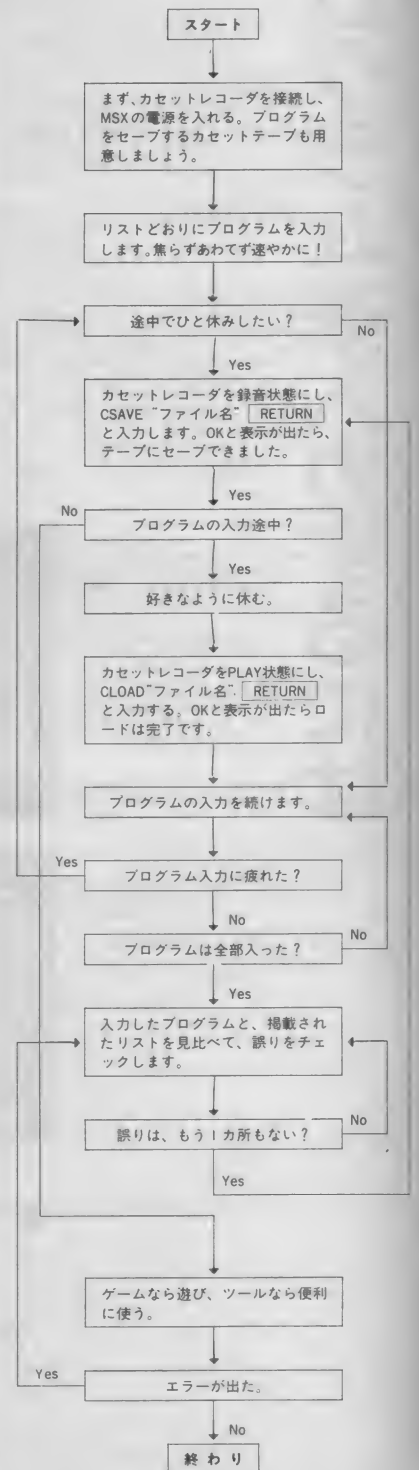 スタート
まず、カセットレコーダを接続し、
MSXの電源を入れる。プログラム
をセーブするカセットテープも用
意しましょう。
リストどおりにプログラムを入力
します。焦らずあわてず速やかに！
途中でひと休みしたい？
No
Yes
カセットレコーダを録音状態にし、
CSAVE "ファイル名" RETURN
と入力します。OKと表示が出たら、
テープにセーブできました。
Yes
No
プログラムの入力途中？
Yes
好きなように休む。
カセットレコーダをPLAY状態にし、
CLOAD"ファイル名". RETURN
と入力する。OKと表示が出たらロ
ードは完了です。
プログラムの入力を続けます。
Yes
プログラム入力に疲れた？
No
プログラムは全部入った？
No
Yes
入力したプログラムと、掲載され
たリストを見比べて、誤りをチェ
ックします。
誤りは、もう1カ所もない？
No
Yes
ゲームなら遊び、ツールなら便利
に使う。
Yes
エラーが出た。
No
終わり